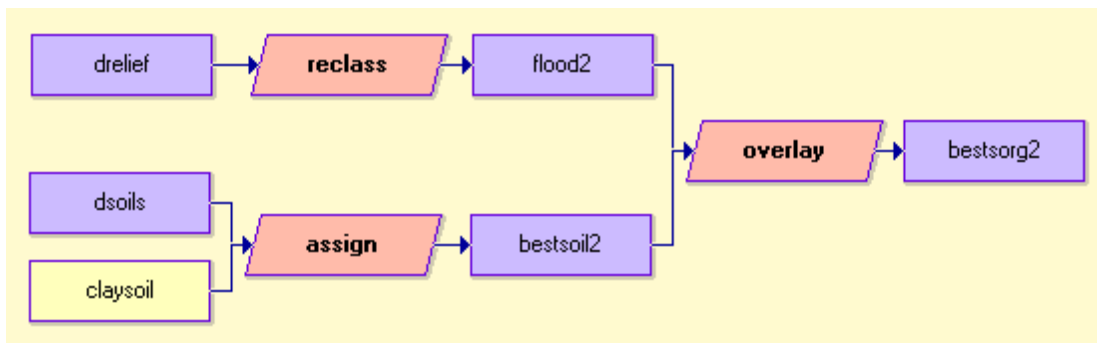 drelief
reclass
flood2
overlay
bestsorg2
dsoils
assign
bestsoil2
claysoil